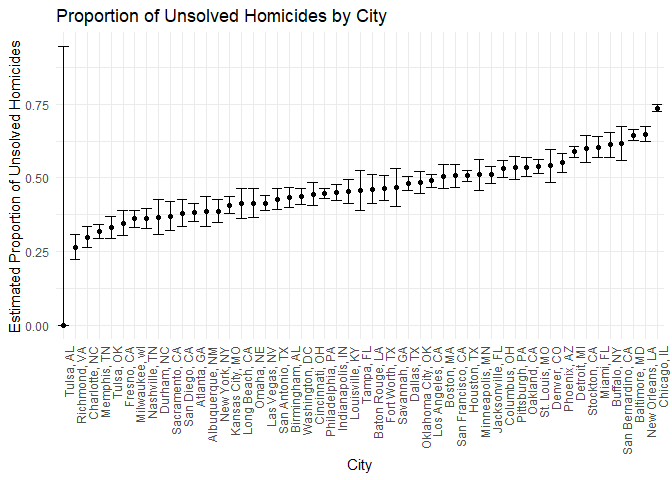 Proportion of Unsolved Homicides by City
Estimated Proportion of Unsolved Homicides
0.75
0.50
0.25
0.00
Tulsa, AL
Richmond, VA
Charlotte, NC
Memphis, TN
Tulsa, OK
Fresno, CA
Milwaukee, wI
Nashville, TN
Durham, NC
Sacramento, CA
San Diego, CA
Atlanta, GA
Albuquerque, NM
New York, NY
Kansas City, MO
Long Beach, CA
Omaha, NE
Las Vegas, NV
San Antonio, TX
Birmingham, AL
Washington, DC
Cincinnati, OH
Philadelphia, PA
Indianapolis, IN
Louisville, KY
Tampa, FL
Baton Rouge, LA
Fort Worth, TX
Savannah, GA
Dallas, TX
Oklahoma City, OK
Los Angeles, CA
Boston, MA
San Francisco, CA
Houston, TX
Minneapolis, MN
Jacksonville, FL
Columbus, OH
Pittsburgh, PA
Oakland, CA
St. Louis, MO
Denver, CO
Phoenix, AZ
Detroit, MI
Stockton, CA
Miami, FL
Buffalo, NY
San Bernardino, CA
Baltimore, MD
New Orleans, LA
Chicago, IL
City